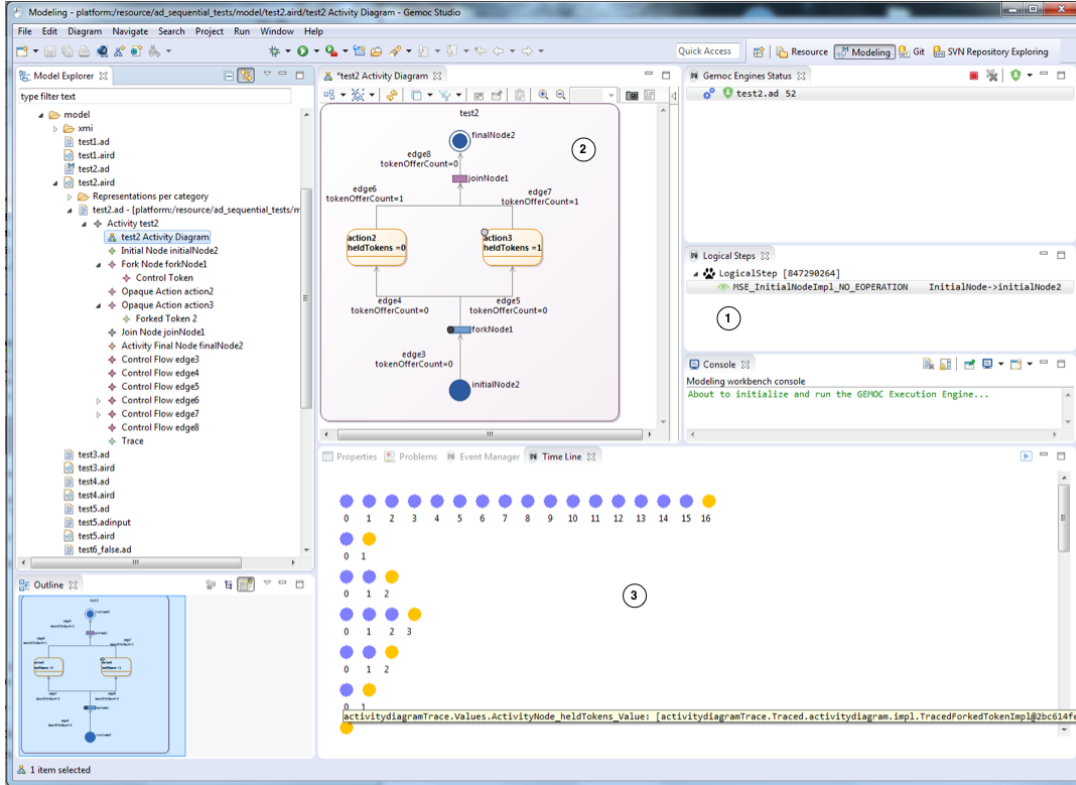 Modeling - platform:/resource/ad_sequential_tests/model/test2.aird/test2 Activity Diagram - Gemoc Studio
File Edit Diagram Navigate Search Project Run Window Help
Quick Access
Resource
Modeling
Git
SVN Repository Exploring
Model Explorer
type filter text
model
xmi
test1.ad
test1.aird
test2.ad
test2.aird
Representations per category
test2.ad - [platform:/resource/ad_sequential_tests/m
Activity test2
test2 Activity Diagram
Initial Node initialNode2
Fork Node forkNode1
Control Token
Opaque Action action2
Opaque Action action3
Forked Token 2
Join Node joinNode1
Activity Final Node finalNode2
Control Flow edge3
Control Flow edge4
Control Flow edge5
Control Flow edge6
Control Flow edge7
Control Flow edge8
Trace
test3.ad
test3.aird
test4.ad
test4.aird
test5.ad
test5.adinput
test5.aird
test6_false.ad
*test2 Activity Diagram
test2
finalNode2
2
edge8
tokenOfferCount=0
joinNode1
edge6
tokenOfferCount=1
edge7
tokenOfferCount=1
action2
heldTokens =0
action3
heldTokens =1
edge4
tokenOfferCount=0
edge5
tokenOfferCount=0
forkNode1
edge3
tokenOfferCount=0
initialNode2
Gemoc Engines Status
test2.ad 52
Logical Steps
LogicalStep [847290264]
MSE_InitialNodeImpl_NO_EOPERATION InitialNode->initialNode2
1
Console
Modeling workbench console
About to initialize and run the GEMOC Execution Engine...
Properties Problems Event Manager Time Line
0 1 2 3 4 5 6 7 8 9 10 11 12 13 14 15 16
0 1
0 1 2
3
0 1 2 3
0 1 2
0 1
activitydiagramTrace.Values.ActivityNode_heldTokens_Value: [activitydiagramTrace.Traced.activitydiagram.impl.TracedForkedTokenImpl@2bc614fe
Outline
1 item selected